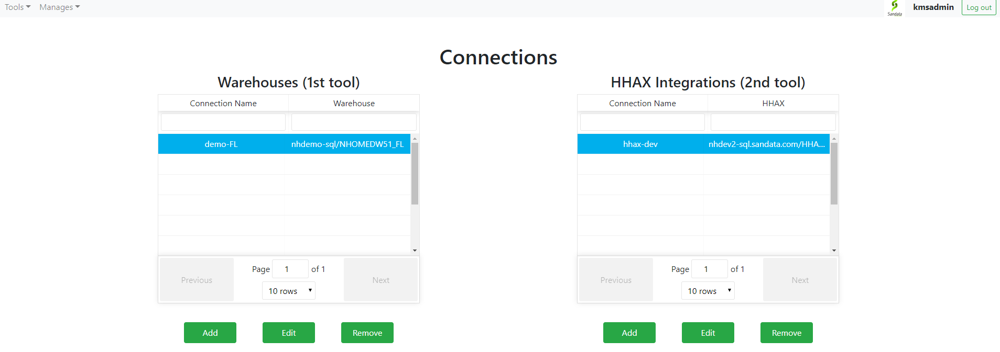 Tools Manages Sandata kmsadmin Log out
Connections
Warehouses (1st tool)
Connection Name Warehouse
demo-FL nhdemo-sql/NHOMEDW51_FL
Previous Page 1 of 1 Next
10 rows
Add Edit Remove
HHAX Integrations (2nd tool)
Connection Name HHAX
hhax-dev nhdev2-sql.sandata.com/HHA...
Previous Page 1 of 1 Next
10 rows
Add Edit Remove